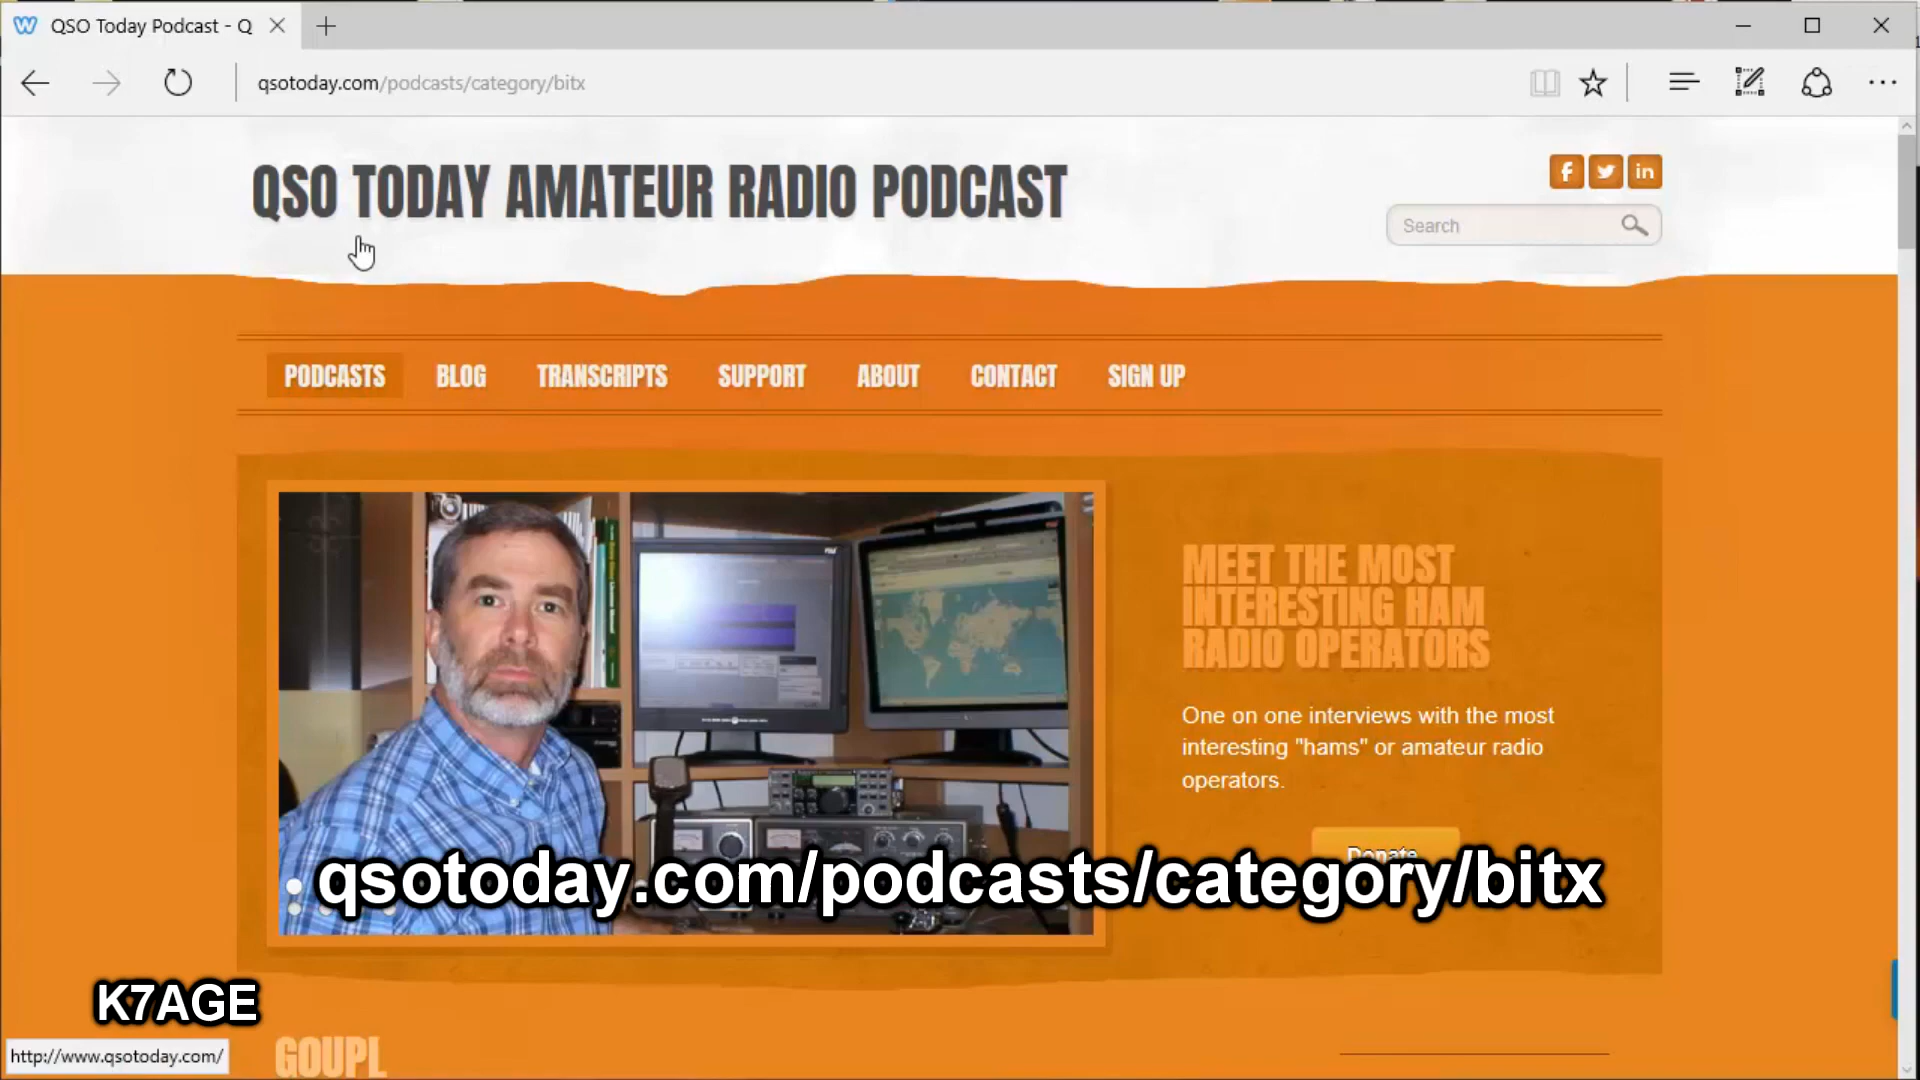 QSO Today Podcast - Q
qsotoday.com/podcasts/category/bitx
QSO TODAY AMATEUR RADIO PODCAST
Search
PODCASTS BLOG TRANSCRIPTS SUPPORT ABOUT CONTACT SIGN UP
MEET THE MOST
INTERESTING HAM
RADIO OPERATORS
One on one interviews with the most
interesting "hams" or amateur radio
operators.
Donate
qsotoday.com/podcasts/category/bitx
K7AGE
http://www.qsotoday.com/
GOUPL